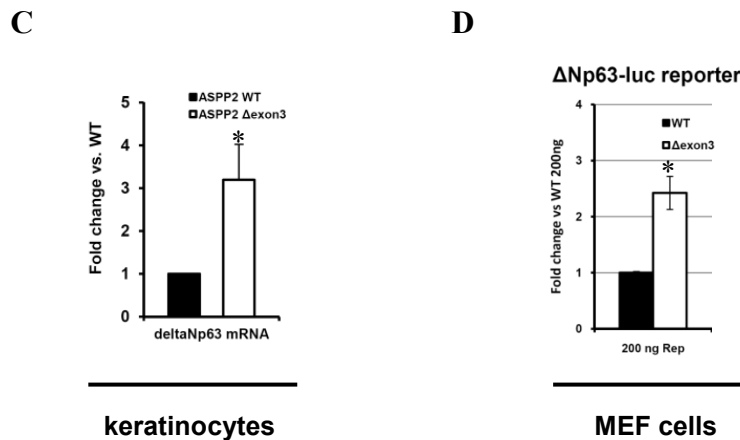 C
ASPP2 WT
ASPP2 Δexon3
Fold change vs. WT
5
4
3
2
1
0
*
deltaNp63 mRNA
keratinocytes
D
ΔNp63-luc reporter
WT
Δexon3
Fold change vs WT 200ng
4
3
2
1
0
*
200 ng Rep
MEF cells